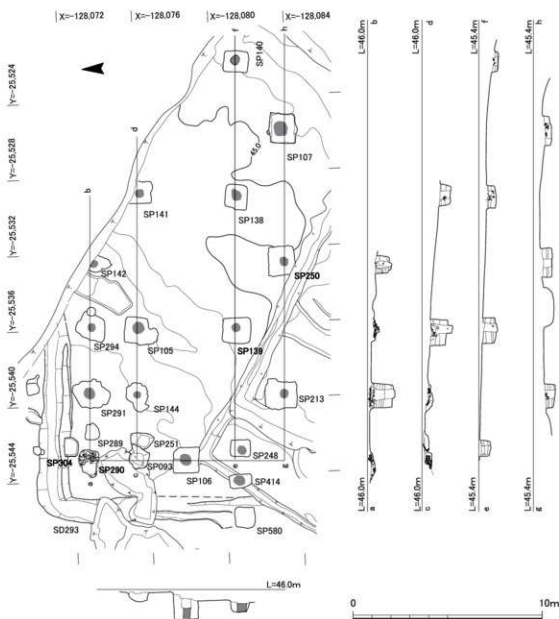 X=-128,072
X=-128,076
X=-128,080
X=-128,084
Y=-25,524
Y=-25,528
Y=-25,532
Y=-25,536
Y=-25,540
Y=-25,544
f
h
d
b
SP140
SP107
45.0
SP141
SP138
SP142
SP250
SP294
SP105
SP139
SP291
SP144
SP213
SP289
SP251
SP304
SP290
SP093
SP106
SP248
SP414
a
c
e
g
SD293
SP580
L=46.0m
b
L=46.0m
a
L=46.0m
d
L=46.0m
c
L=45.4m
f
L=45.4m
e
L=45.4m
h
L=45.4m
g
0
10m